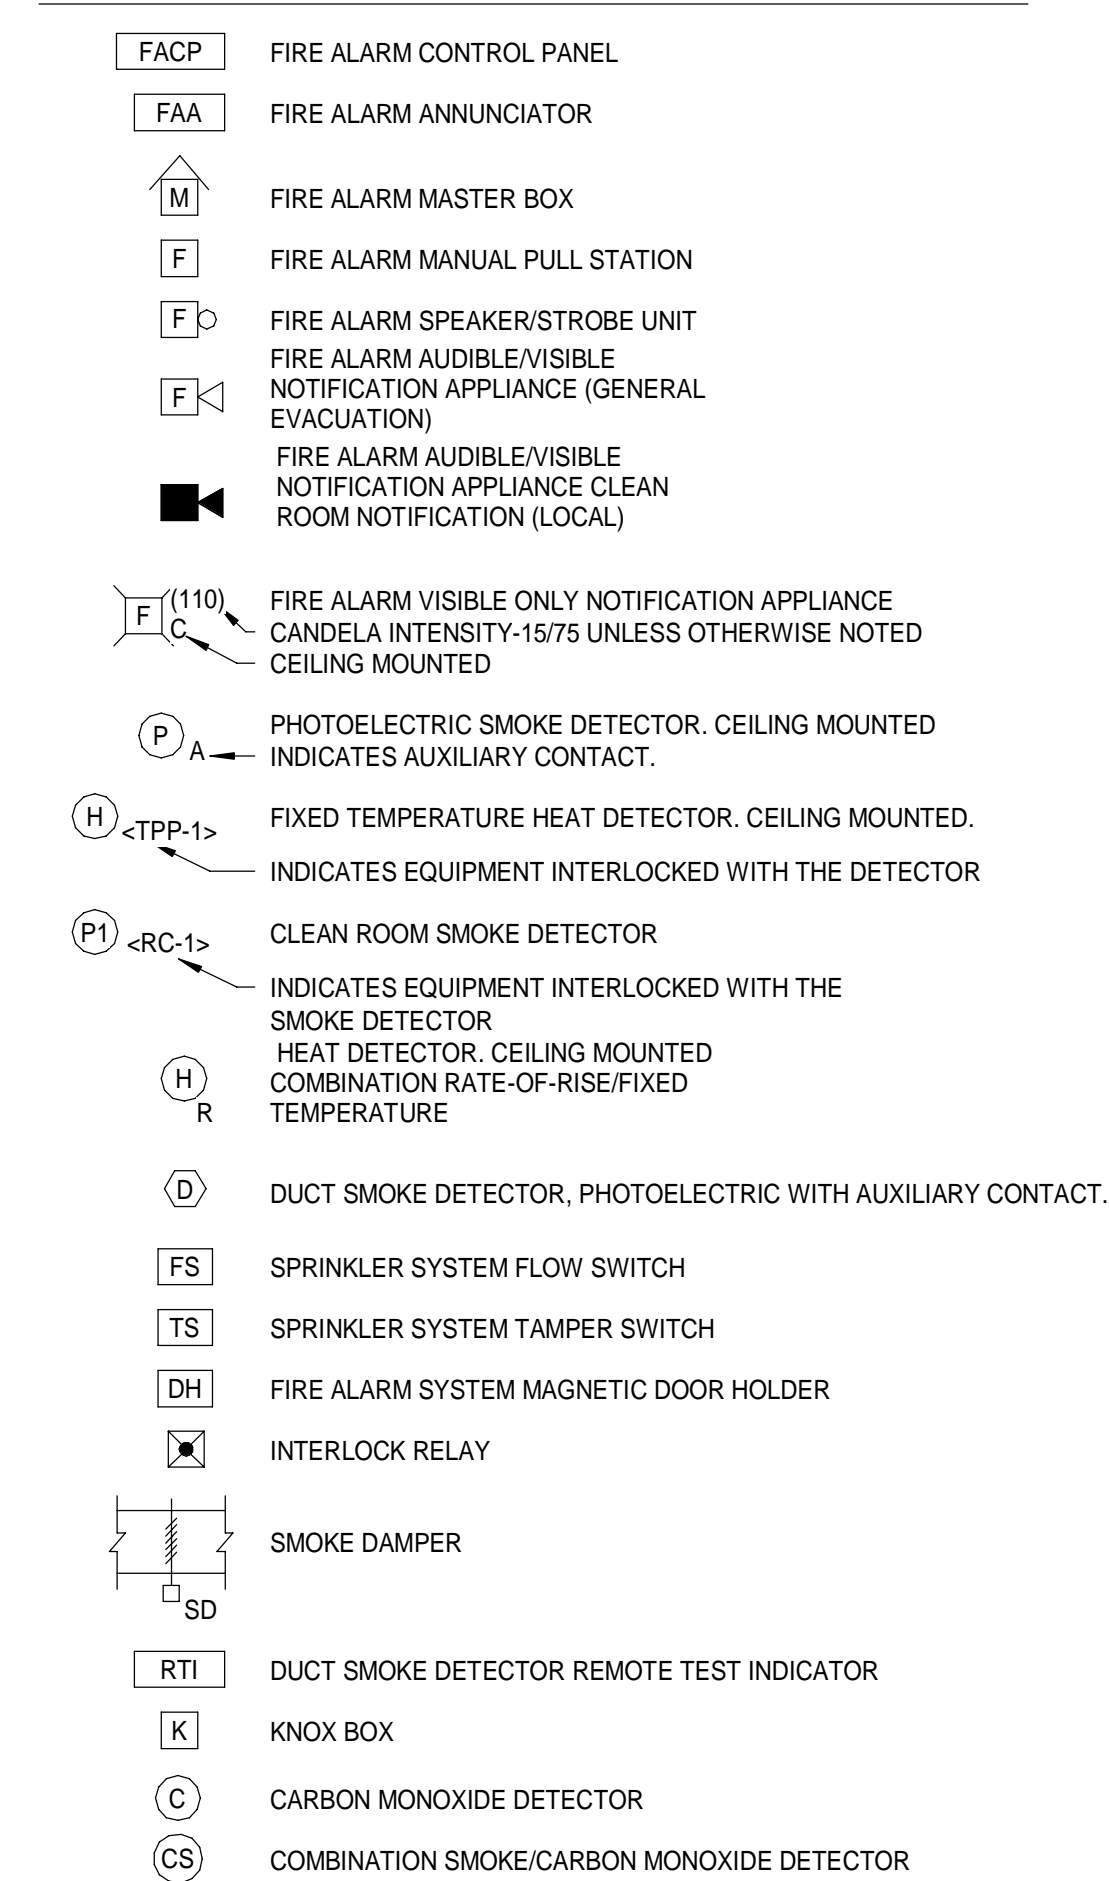 FACP FIRE ALARM CONTROL PANEL
FAA FIRE ALARM ANNUNCIATOR
M FIRE ALARM MASTER BOX
F FIRE ALARM MANUAL PULL STATION
F FIRE ALARM SPEAKER/STROBE UNIT
FIRE ALARM AUDIBLE/VISIBLE
F NOTIFICATION APPLIANCE (GENERAL
EVACUATION)
FIRE ALARM AUDIBLE/VISIBLE
NOTIFICATION APPLIANCE CLEAN
ROOM NOTIFICATION (LOCAL)
F (110) FIRE ALARM VISIBLE ONLY NOTIFICATION APPLIANCE
C CANDELA INTENSITY-15/75 UNLESS OTHERWISE NOTED
CEILING MOUNTED
P PHOTOELECTRIC SMOKE DETECTOR. CEILING MOUNTED
A INDICATES AUXILIARY CONTACT.
H <TPP-1> FIXED TEMPERATURE HEAT DETECTOR. CEILING MOUNTED.
INDICATES EQUIPMENT INTERLOCKED WITH THE DETECTOR
P1 <RC-1> CLEAN ROOM SMOKE DETECTOR
INDICATES EQUIPMENT INTERLOCKED WITH THE
SMOKE DETECTOR
HEAT DETECTOR. CEILING MOUNTED
H COMBINATION RATE-OF-RISE/FIXED
R TEMPERATURE
D DUCT SMOKE DETECTOR, PHOTOELECTRIC WITH AUXILIARY CONTACT.
FS SPRINKLER SYSTEM FLOW SWITCH
TS SPRINKLER SYSTEM TAMPER SWITCH
DH FIRE ALARM SYSTEM MAGNETIC DOOR HOLDER
INTERLOCK RELAY
SMOKE DAMPER
SD
RTI DUCT SMOKE DETECTOR REMOTE TEST INDICATOR
K KNOX BOX
C CARBON MONOXIDE DETECTOR
CS COMBINATION SMOKE/CARBON MONOXIDE DETECTOR